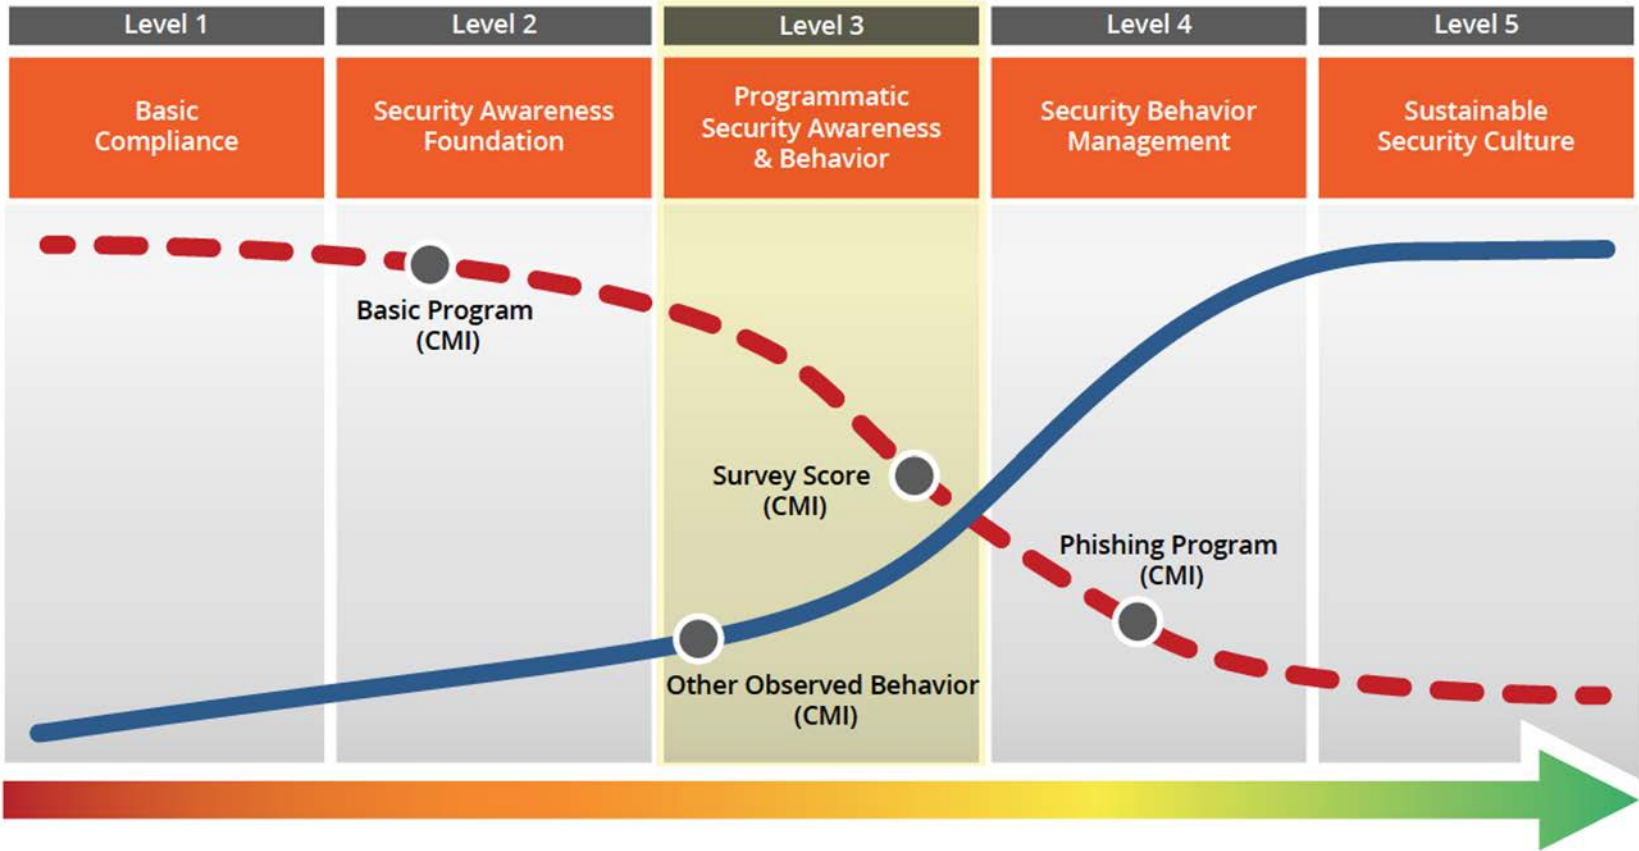 Level 1
Level 2
Level 3
Level 4
Level 5
Basic
Compliance
Security Awareness
Foundation
Programmatic
Security Awareness
& Behavior
Security Behavior
Management
Sustainable
Security Culture
Basic Program
(CMI)
Survey Score
(CMI)
Phishing Program
(CMI)
Other Observed Behavior
(CMI)